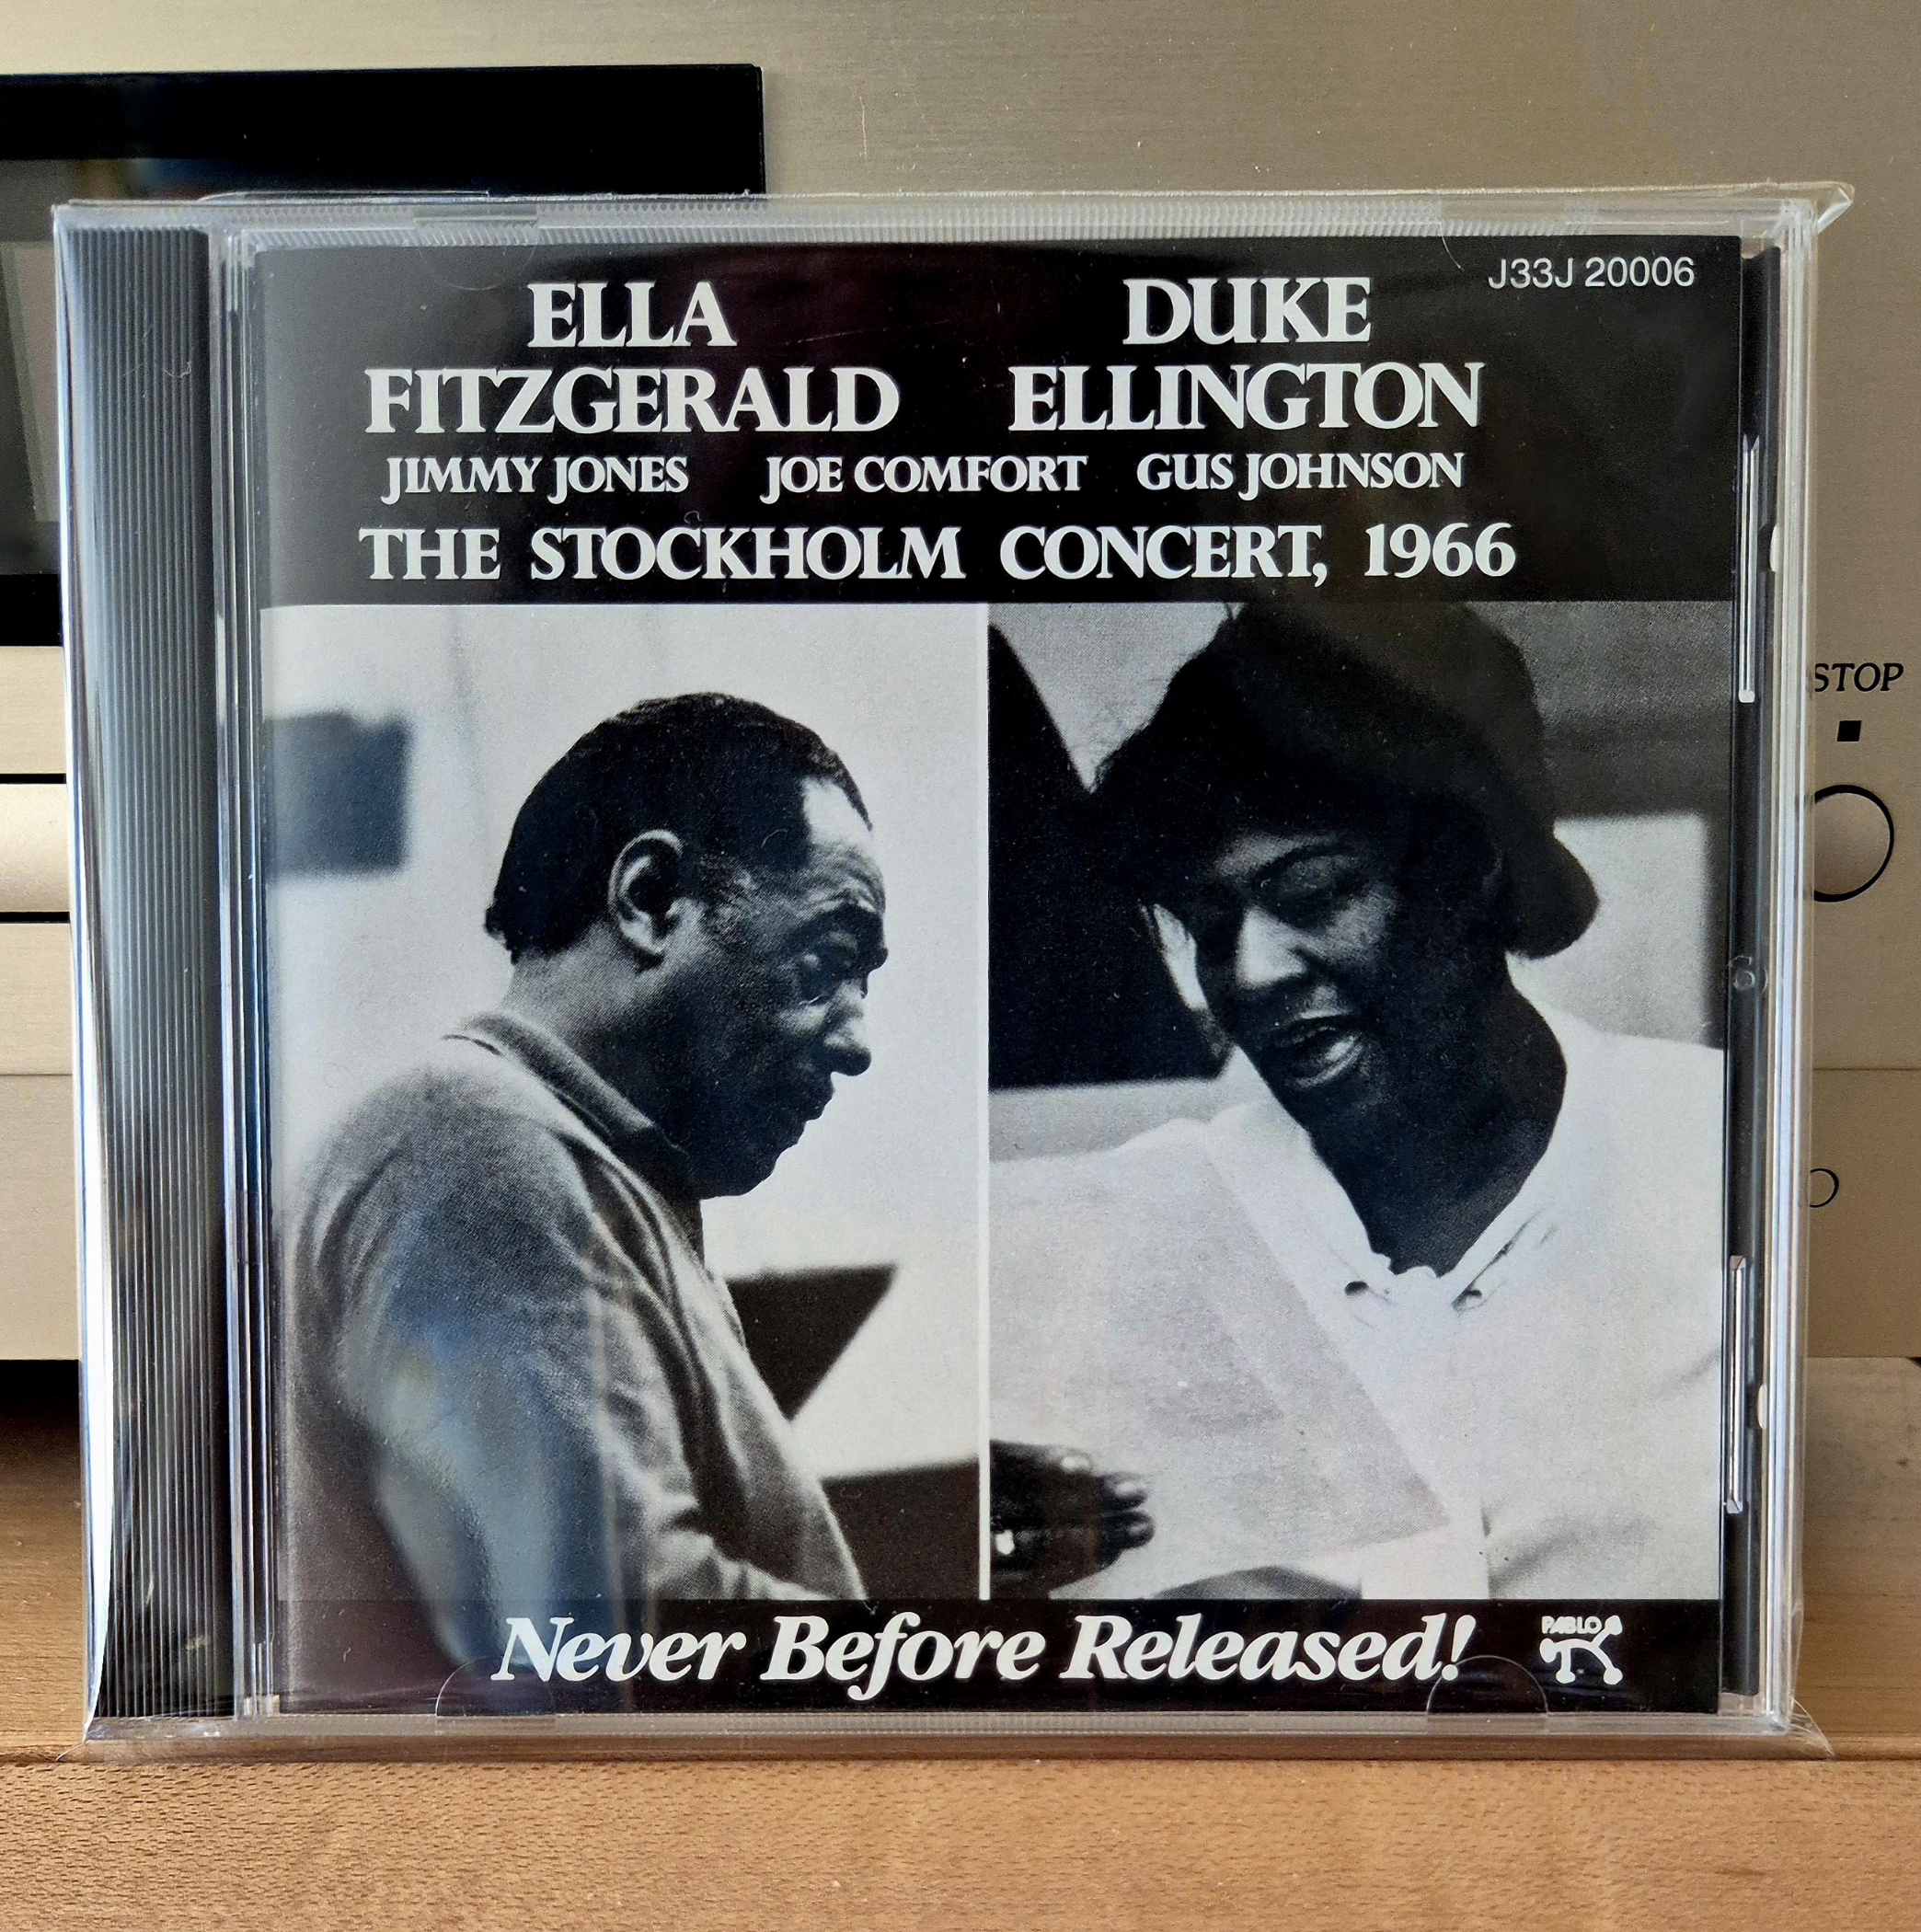 J33J 20006
ELLA
FITZGERALD
DUKE
ELLINGTON
JIMMY JONES JOE COMFORT GUS JOHNSON
THE STOCKHOLM CONCERT, 1966
STOP
Never Before Released!
PABLO